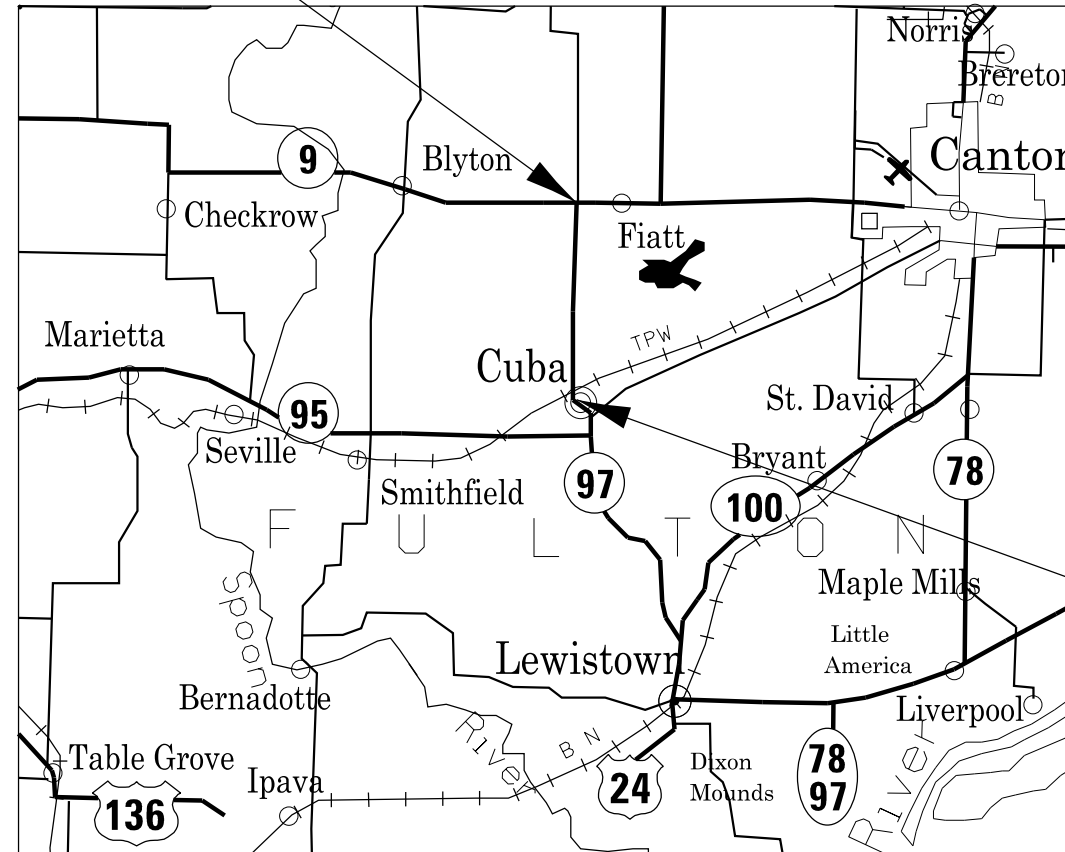 Norris
Brereton
BN
Canton
9
Blyton
Checkrow
Fiatt
Marietta
TPW
Cuba
95
St. David
Seville
Bryant
78
97
Smithfield
100
F U L T O N
Spoon
Maple Mills
Little
America
Lewistown
Bernadotte
River
Liverpool
BN
Table Grove
Ipava
Dixon
Mounds
78
97
24
136
River